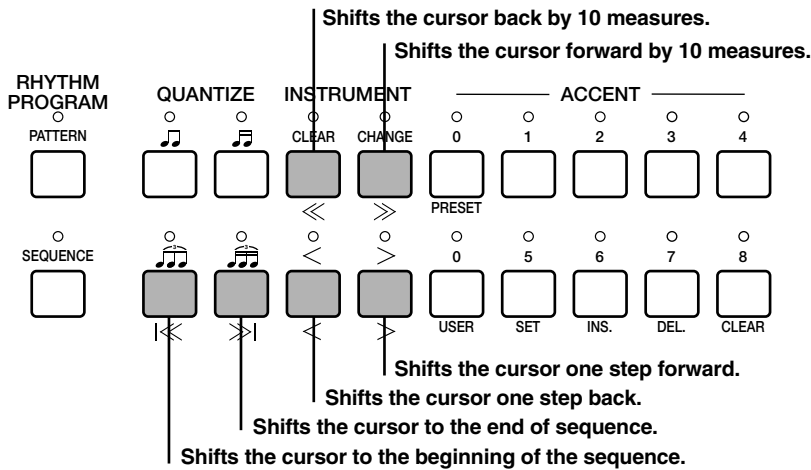 Shifts the cursor back by 10 measures.
Shifts the cursor forward by 10 measures.
RHYTHM
PROGRAM QUANTIZE INSTRUMENT ACCENT
PATTERN CLEAR CHANGE 0 1 2 3 4
≪ ≫ PRESET
SEQUENCE 3 3 < > 0 5 6 7 8
|≪ ≫| < > USER SET INS. DEL. CLEAR
Shifts the cursor one step forward.
Shifts the cursor one step back.
Shifts the cursor to the end of sequence.
Shifts the cursor to the beginning of the sequence.